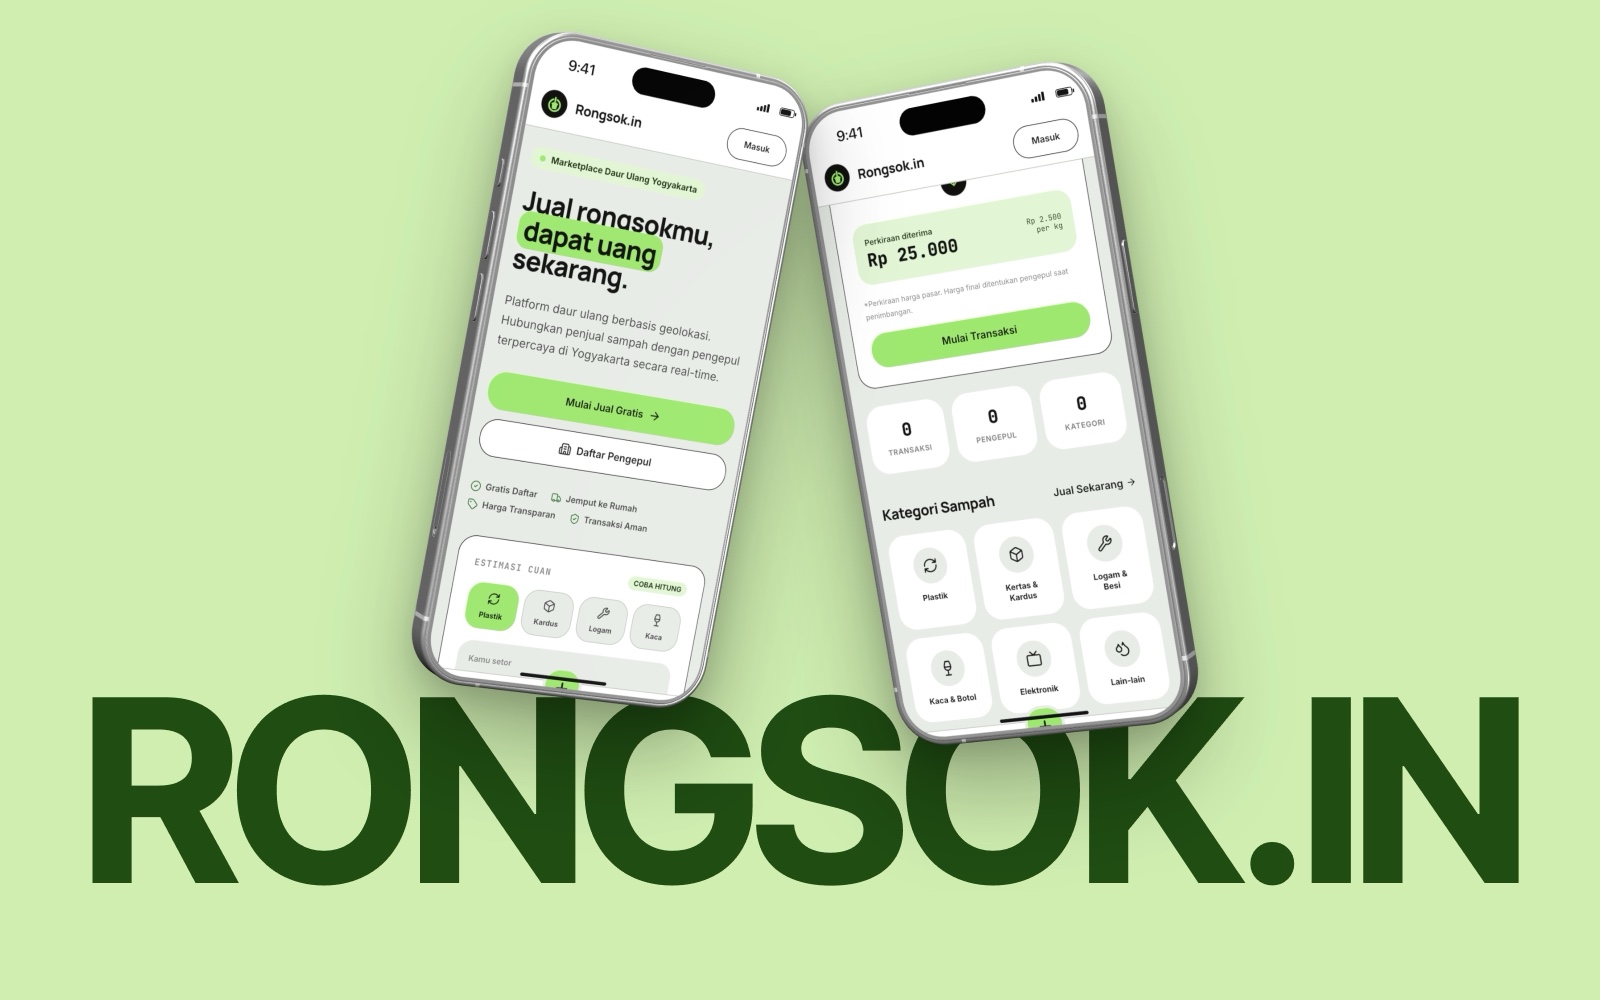 9:41
Rongsok.in
Masuk
Marketplace Daur Ulang Yogyakarta
Jual rongsokmu,
dapat uang
sekarang.
Platform daur ulang berbasis geolokasi.
Hubungkan penjual sampah dengan pengepul
terpercaya di Yogyakarta secara real-time.
Mulai Jual Gratis →
Daftar Pengepul
Gratis Daftar
Jemput ke Rumah
Harga Transparan
Transaksi Aman
ESTIMASI CUAN
COBA HITUNG
Plastik
Kardus
Logam
Kaca
Kamu setor
9:41
Rongsok.in
Masuk
Perkiraan diterima
Rp 25.000
Rp 2.500
per kg
*Perkiraan harga pasar. Harga final ditentukan pengepul saat
penimbangan.
Mulai Transaksi
0
TRANSAKSI
0
PENGEPUL
0
KATEGORI
Kategori Sampah
Jual Sekarang →
Plastik
Kertas &
Kardus
Logam &
Besi
Kaca & Botol
Elektronik
Lain-lain
RONGSOK.IN